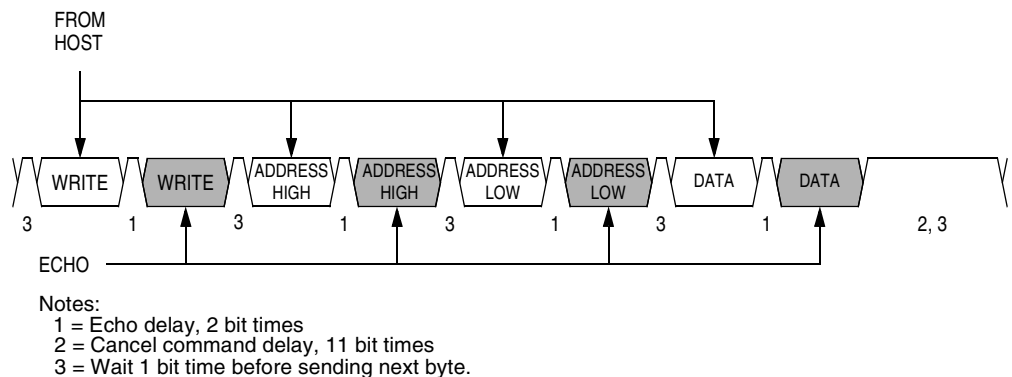 FROM
HOST
WRITE
WRITE
ADDRESS
HIGH
ADDRESS
HIGH
ADDRESS
LOW
ADDRESS
LOW
DATA
DATA
3
1
3
1
3
1
3
1
2, 3
ECHO
Notes:
1 = Echo delay, 2 bit times
2 = Cancel command delay, 11 bit times
3 = Wait 1 bit time before sending next byte.